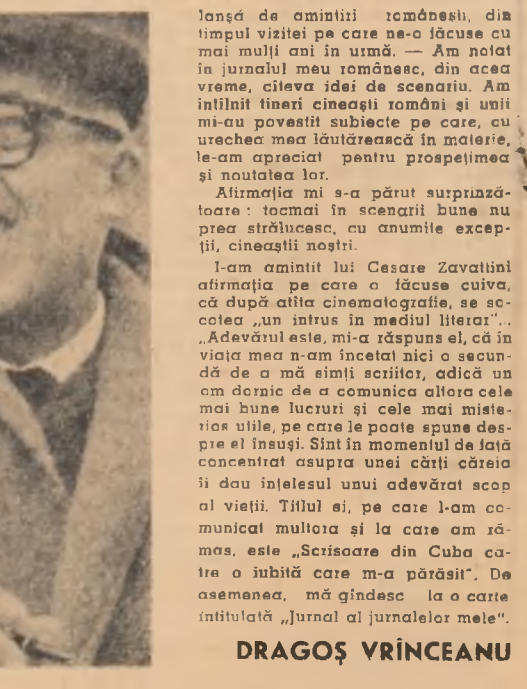 lansă de amintiri românești, din
timpul vizitei pe care ne-o făcuse cu
mai mulți ani în urmă. — Am notat
în jurnalul meu românesc, din acea
vreme, cîteva idei de scenariu. Am
întîlnit tineri cineaști români și unii
mi-au povestit subiecte pe care, cu
urechea mea lăutărească în materie,
le-am apreciat pentru prospețimea
și noutatea lor.
Afirmația mi s-a părut surprinză-
toare : tocmai în scenarii bune nu
prea strălucesc, cu anumite excep-
ții, cineaștii noștri.
I-am amintit lui Cesare Zavattini
afirmația pe care o făcuse cuiva,
că după atîta cinematografie, se so-
cotea „un intrus în mediul literar"...
„Adevărul este, mi-a răspuns el, că în
viața mea n-am încetat nici o secun-
dă de a mă simți scriitor, adică un
om dornic de a comunica altora cele
mai bune lucruri și cele mai miste-
rios utile, pe care le poate spune des-
pre el însuși. Sînt în momentul de față
concentrat asupra unei cărți căreia
îi dau înțelesul unui adevărat scop
al vieții. Titlul ei, pe care l-am co-
municat multora și la care am ră-
mas, este „Scrisoare din Cuba că-
tre o iubită care m-a părăsit". De
asemenea, mă gîndesc la o carte
intitulată „Jurnal al jurnalelor mele".
DRAGOȘ VRÎNCEANU